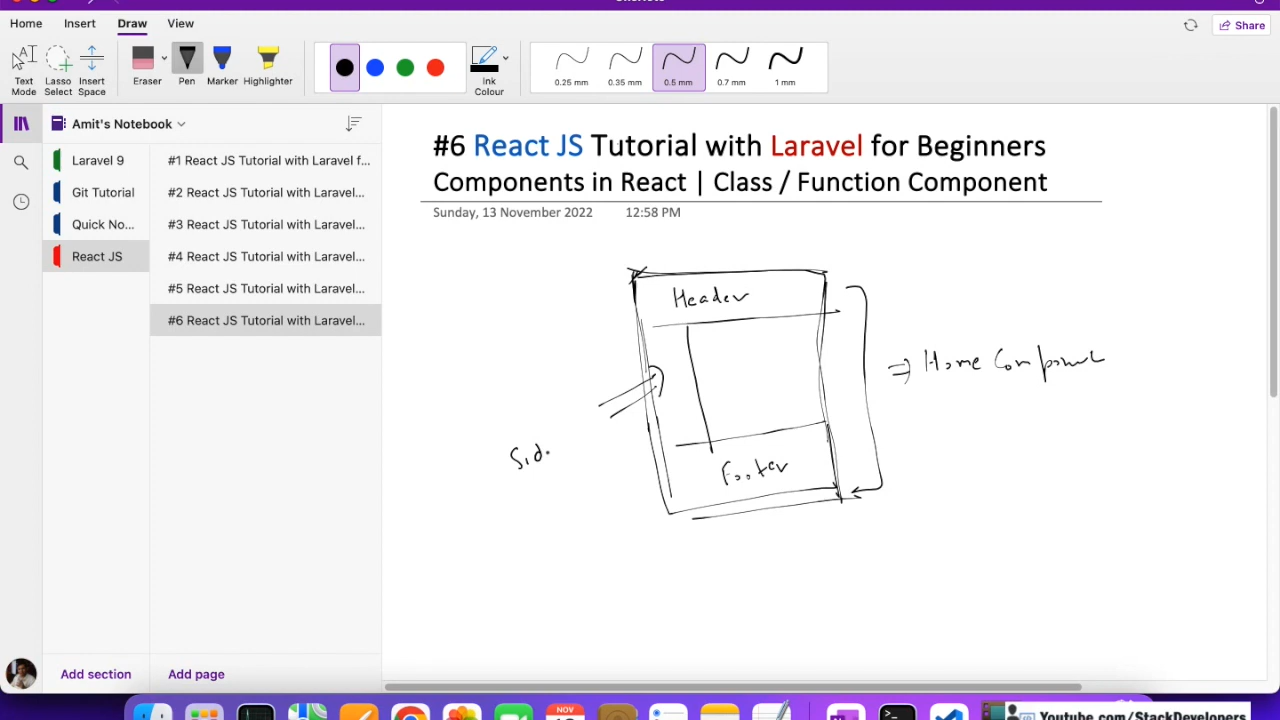 Home Insert Draw View
Share
Text Mode
Lasso Select
Insert Space
Eraser
Pen
Marker
Highlighter
Ink Colour
0.25 mm
0.35 mm
0.5 mm
0.7 mm
1 mm
Amit's Notebook
Laravel 9
Git Tutorial
Quick No...
React JS
#1 React JS Tutorial with Laravel f...
#2 React JS Tutorial with Laravel...
#3 React JS Tutorial with Laravel...
#4 React JS Tutorial with Laravel...
#5 React JS Tutorial with Laravel...
#6 React JS Tutorial with Laravel...
Add section
Add page
#6 React JS Tutorial with Laravel for Beginners
Components in React | Class / Function Component
Sunday, 13 November 2022 12:58 PM
Header
⇒ Home Component
Sid
Footer
NOV
Youtube.com/StackDevelopers